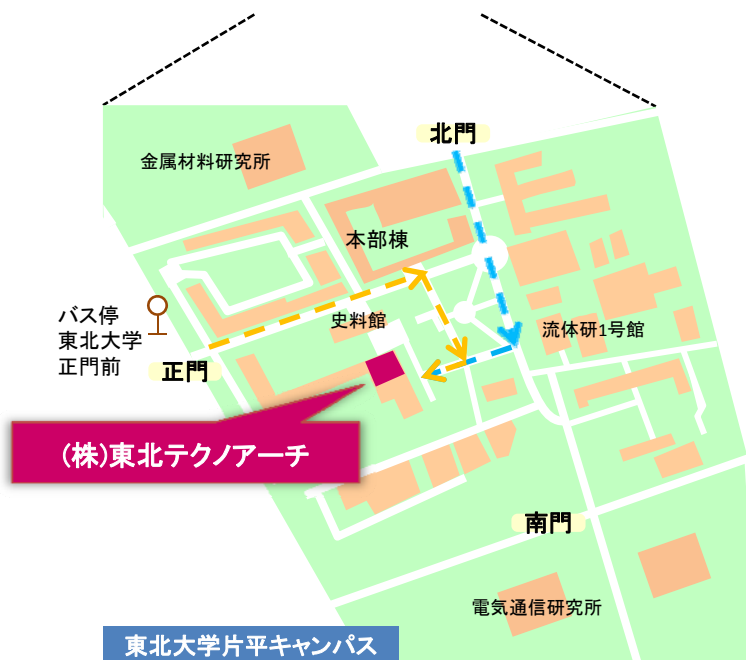 北門
金属材料研究所
本部棟
バス停
東北大学
正門前
史料館
流体研1号館
正門
(株)東北テクノアーチ
南門
電気通信研究所
東北大学片平キャンパス